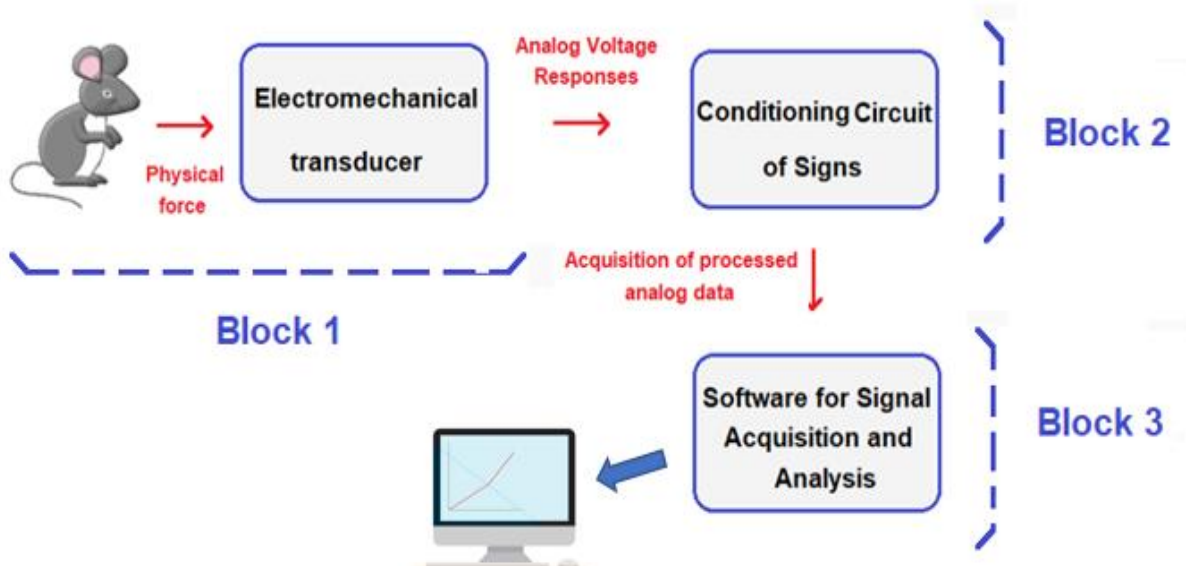 Physical
force
Electromechanical
transducer
Analog Voltage
Responses
Conditioning Circuit
of Signs
Block 2
Block 1
Acquisition of processed
analog data
Software for Signal
Acquisition and
Analysis
Block 3